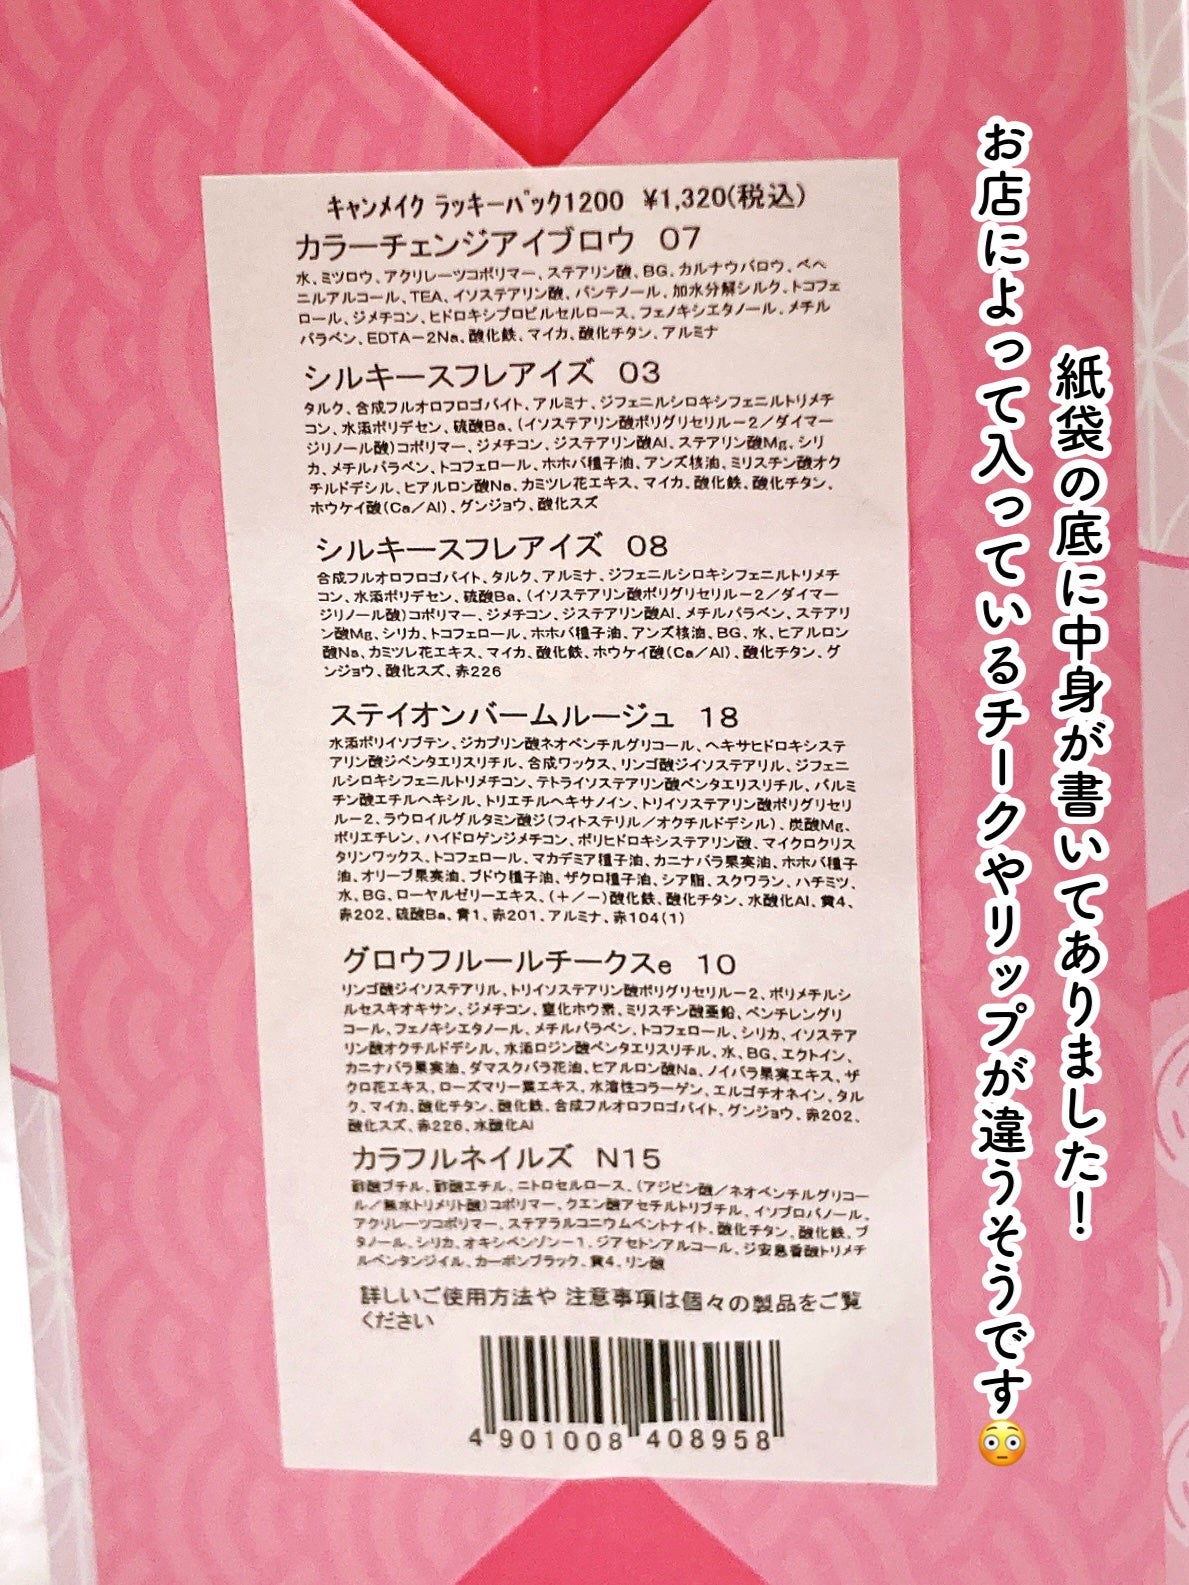 紙袋の底に中身が書いてありました！
お店によって入っているチークやリップが違うそうです😳
キャンメイク ラッキーパック1200 ¥1,320(税込)
カラーチェンジアイブロウ 07
水、ミツロウ、アクリレーツコポリマー、ステアリン酸、BG、カルナウバロウ、ベヘ
ニルアルコール、TEA、イソステアリン酸、パンテノール、加水分解シルク、トコフェ
ロール、ジメチコン、ヒドロキシプロピルセルロース、フェノキシエタノール、メチル
パラベン、EDTA-2Na、酸化鉄、マイカ、酸化チタン、アルミナ
シルキースフレアイズ 03
タルク、合成フルオロフロゴパイト、アルミナ、ジフェニルシロキシフェニルトリメチ
コン、水添ポリデセン、硫酸Ba、(イソステアリン酸ポリグリセリル-2/ダイマー
ジリノール酸)コポリマー、ジメチコン、ジステアリン酸Al、ステアリン酸Mg、シリ
カ、メチルパラベン、トコフェロール、ホホバ種子油、アンズ核油、ミリスチン酸オク
チルドデシル、ヒアルロン酸Na、カミツレ花エキス、マイカ、酸化鉄、酸化チタン、
ホウケイ酸(Ca/Al)、グンジョウ、酸化スズ
シルキースフレアイズ 08
合成フルオロフロゴパイト、タルク、アルミナ、ジフェニルシロキシフェニルトリメチ
コン、水添ポリデセン、硫酸Ba、(イソステアリン酸ポリグリセリル-2/ダイマー
ジリノール酸)コポリマー、ジメチコン、ジステアリン酸Al、メチルパラベン、ステアリ
ン酸Mg、シリカ、トコフェロール、ホホバ種子油、アンズ核油、BG、水、ヒアルロン
酸Na、カミツレ花エキス、マイカ、酸化鉄、ホウケイ酸(Ca/Al)、酸化チタン、グ
ンジョウ、酸化スズ、赤226
ステイオンバームルージュ 18
水添ポリイソブテン、ジカプリン酸ネオペンチルグリコール、ヘキサヒドロキシステ
アリン酸ジペンタエリスリチル、合成ワックス、リンゴ酸ジイソステアリル、ジフェニ
ルシロキシフェニルトリメチコン、テトライソステアリン酸ペンタエリスリチル、パルミ
チン酸エチルヘキシル、トリエチルヘキサノイン、トリイソステアリン酸ポリグリセリ
ル-2、ラウロイルグルタミン酸ジ(フィトステリル/オクチルドデシル)、炭酸Mg、
ポリエチレン、ハイドロゲンジメチコン、ポリヒドロキシステアリン酸、マイクロクリス
タリンワックス、トコフェロール、マカデミア種子油、カニナバラ果実油、ホホバ種子
油、オリーブ果実油、ブドウ種子油、ザクロ種子油、シア脂、スクワラン、ハチミツ、
水、BG、ローヤルゼリーエキス、(+/-)酸化鉄、酸化チタン、水酸化Al、黄4、
赤202、硫酸Ba、青1、赤201、アルミナ、赤104(1)
グロウフルールチークスe 10
リンゴ酸ジイソステアリル、トリイソステアリン酸ポリグリセリル-2、ポリメチルシ
ルセスキオキサン、ジメチコン、窒化ホウ素、ミリスチン酸亜鉛、ペンチレングリ
コール、フェノキシエタノール、メチルパラベン、トコフェロール、シリカ、イソステア
リン酸オクチルドデシル、水添ロジン酸ペンタエリスリチル、水、BG、エクトイン、
カニナバラ果実油、ダマスクバラ花油、ヒアルロン酸Na、ノイバラ果実エキス、ザ
クロ花エキス、ローズマリー葉エキス、水溶性コラーゲン、エルゴチオネイン、タル
ク、マイカ、酸化チタン、酸化鉄、合成フルオロフロゴパイト、グンジョウ、赤202、
酸化スズ、赤226、水酸化Al
カラフルネイルズ N15
酢酸ブチル、酢酸エチル、ニトロセルロース、(アジピン酸/ネオペンチルグリコー
ル/無水トリメリト酸)コポリマー、クエン酸アセチルトリブチル、イソプロパノール、
アクリレーツコポリマー、ステアラルコニウムベントナイト、酸化チタン、酸化鉄、ブ
タノール、シリカ、オキシベンゾン-1、ジアセトンアルコール、ジ安息香酸トリメチ
ルペンタンジイル、カーボンブラック、黄4、リン酸
詳しいご使用方法や 注意事項は個々の製品をご覧
ください
4 901008 408958